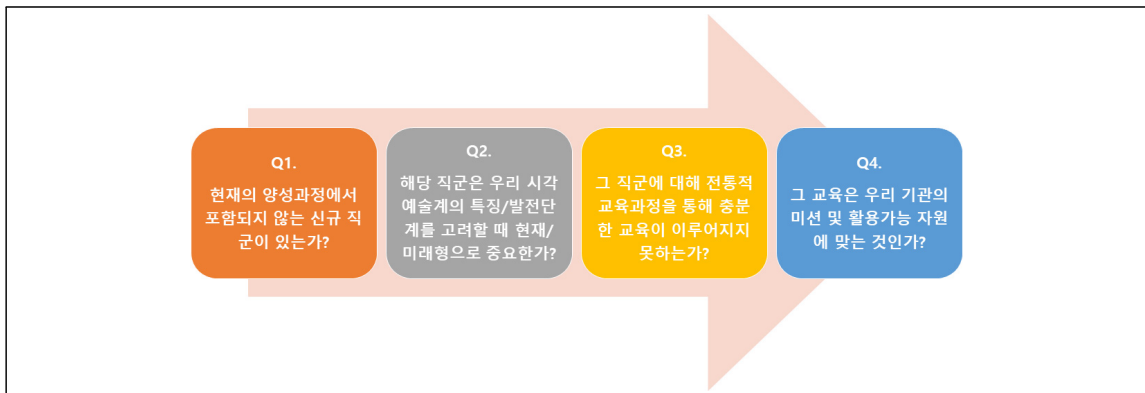 Q1.
현재의 양성과정에서
포함되지 않는 신규 직
군이 있는가?
Q2.
해당 직군은 우리 시각
예술계의 특징/발전단
계를 고려할 때 현재/
미래형으로 중요한가?
Q3.
그 직군에 대해 전통적
교육과정을 통해 충분
한 교육이 이루어지지
못하는가?
Q4.
그 교육은 우리 기관의
미션 및 활용가능 자원
에 맞는 것인가?